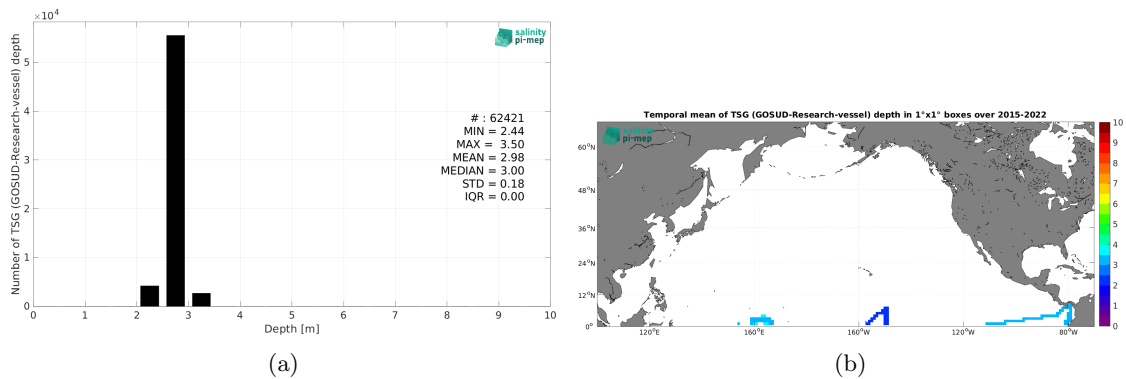 ×10⁴
salinity
pi-mep
Number of TSG (GOSUD-Research-vessel) depth
5
4
3
2
1
0
# : 62421
MIN = 2.44
MAX = 3.50
MEAN = 2.98
MEDIAN = 3.00
STD = 0.18
IQR = 0.00
0 1 2 3 4 5 6 7 8 9 10
Depth [m]
(a)
Temporal mean of TSG (GOSUD-Research-vessel) depth in 1°x1° boxes over 2015-2022
salinity
pi-mep
60°N
48°N
36°N
24°N
12°N
0°
120°E 160°E 160°W 120°W 80°W
10
9
8
7
6
5
4
3
2
1
0
(b)